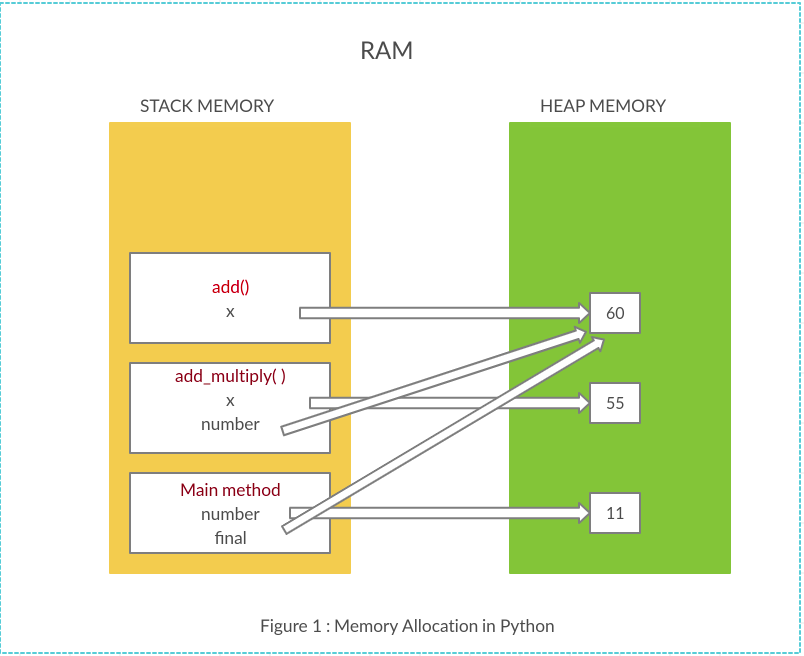 RAM
STACK MEMORY
HEAP MEMORY
add()
x
60
add_multiply( )
x
number
55
Main method
number
final
11
Figure 1 : Memory Allocation in Python